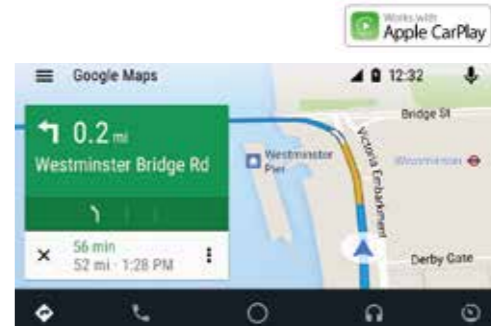 Works with
Apple CarPlay
Google Maps
12:32
0.2 mi
Westminster Bridge Rd
56 min
52 mi · 1:28 PM
Bridge St
Westminster
Pier
Victoria Embankment
Westminster
Derby Gate